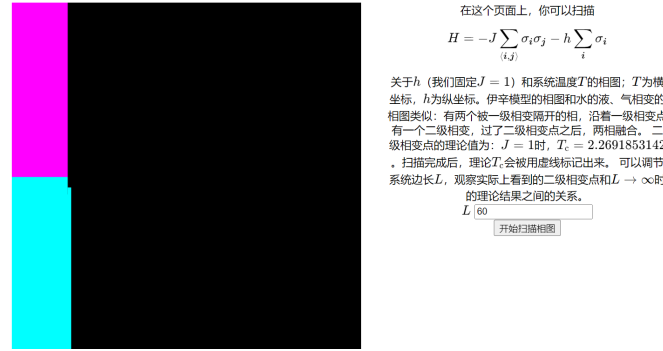 在这个页面上，你可以扫描
H = −J ∑⟨i,j⟩ σᵢσⱼ − h ∑ᵢ σᵢ
关于h（我们固定J = 1）和系统温度T的相图；T为横
坐标，h为纵坐标。伊辛模型的相图和水的液、气相变的
相图类似：有两个被一级相变隔开的相，沿着一级相变点
有一个二级相变，过了二级相变点之后，两相融合。 二
级相变点的理论值为：J = 1时，T_c = 2.2691853142
。扫描完成后，理论T_c会被用虚线标记出来。 可以调节
系统边长L，观察实际上看到的二级相变点和L → ∞时
的理论结果之间的关系。
L 60
开始扫描相图